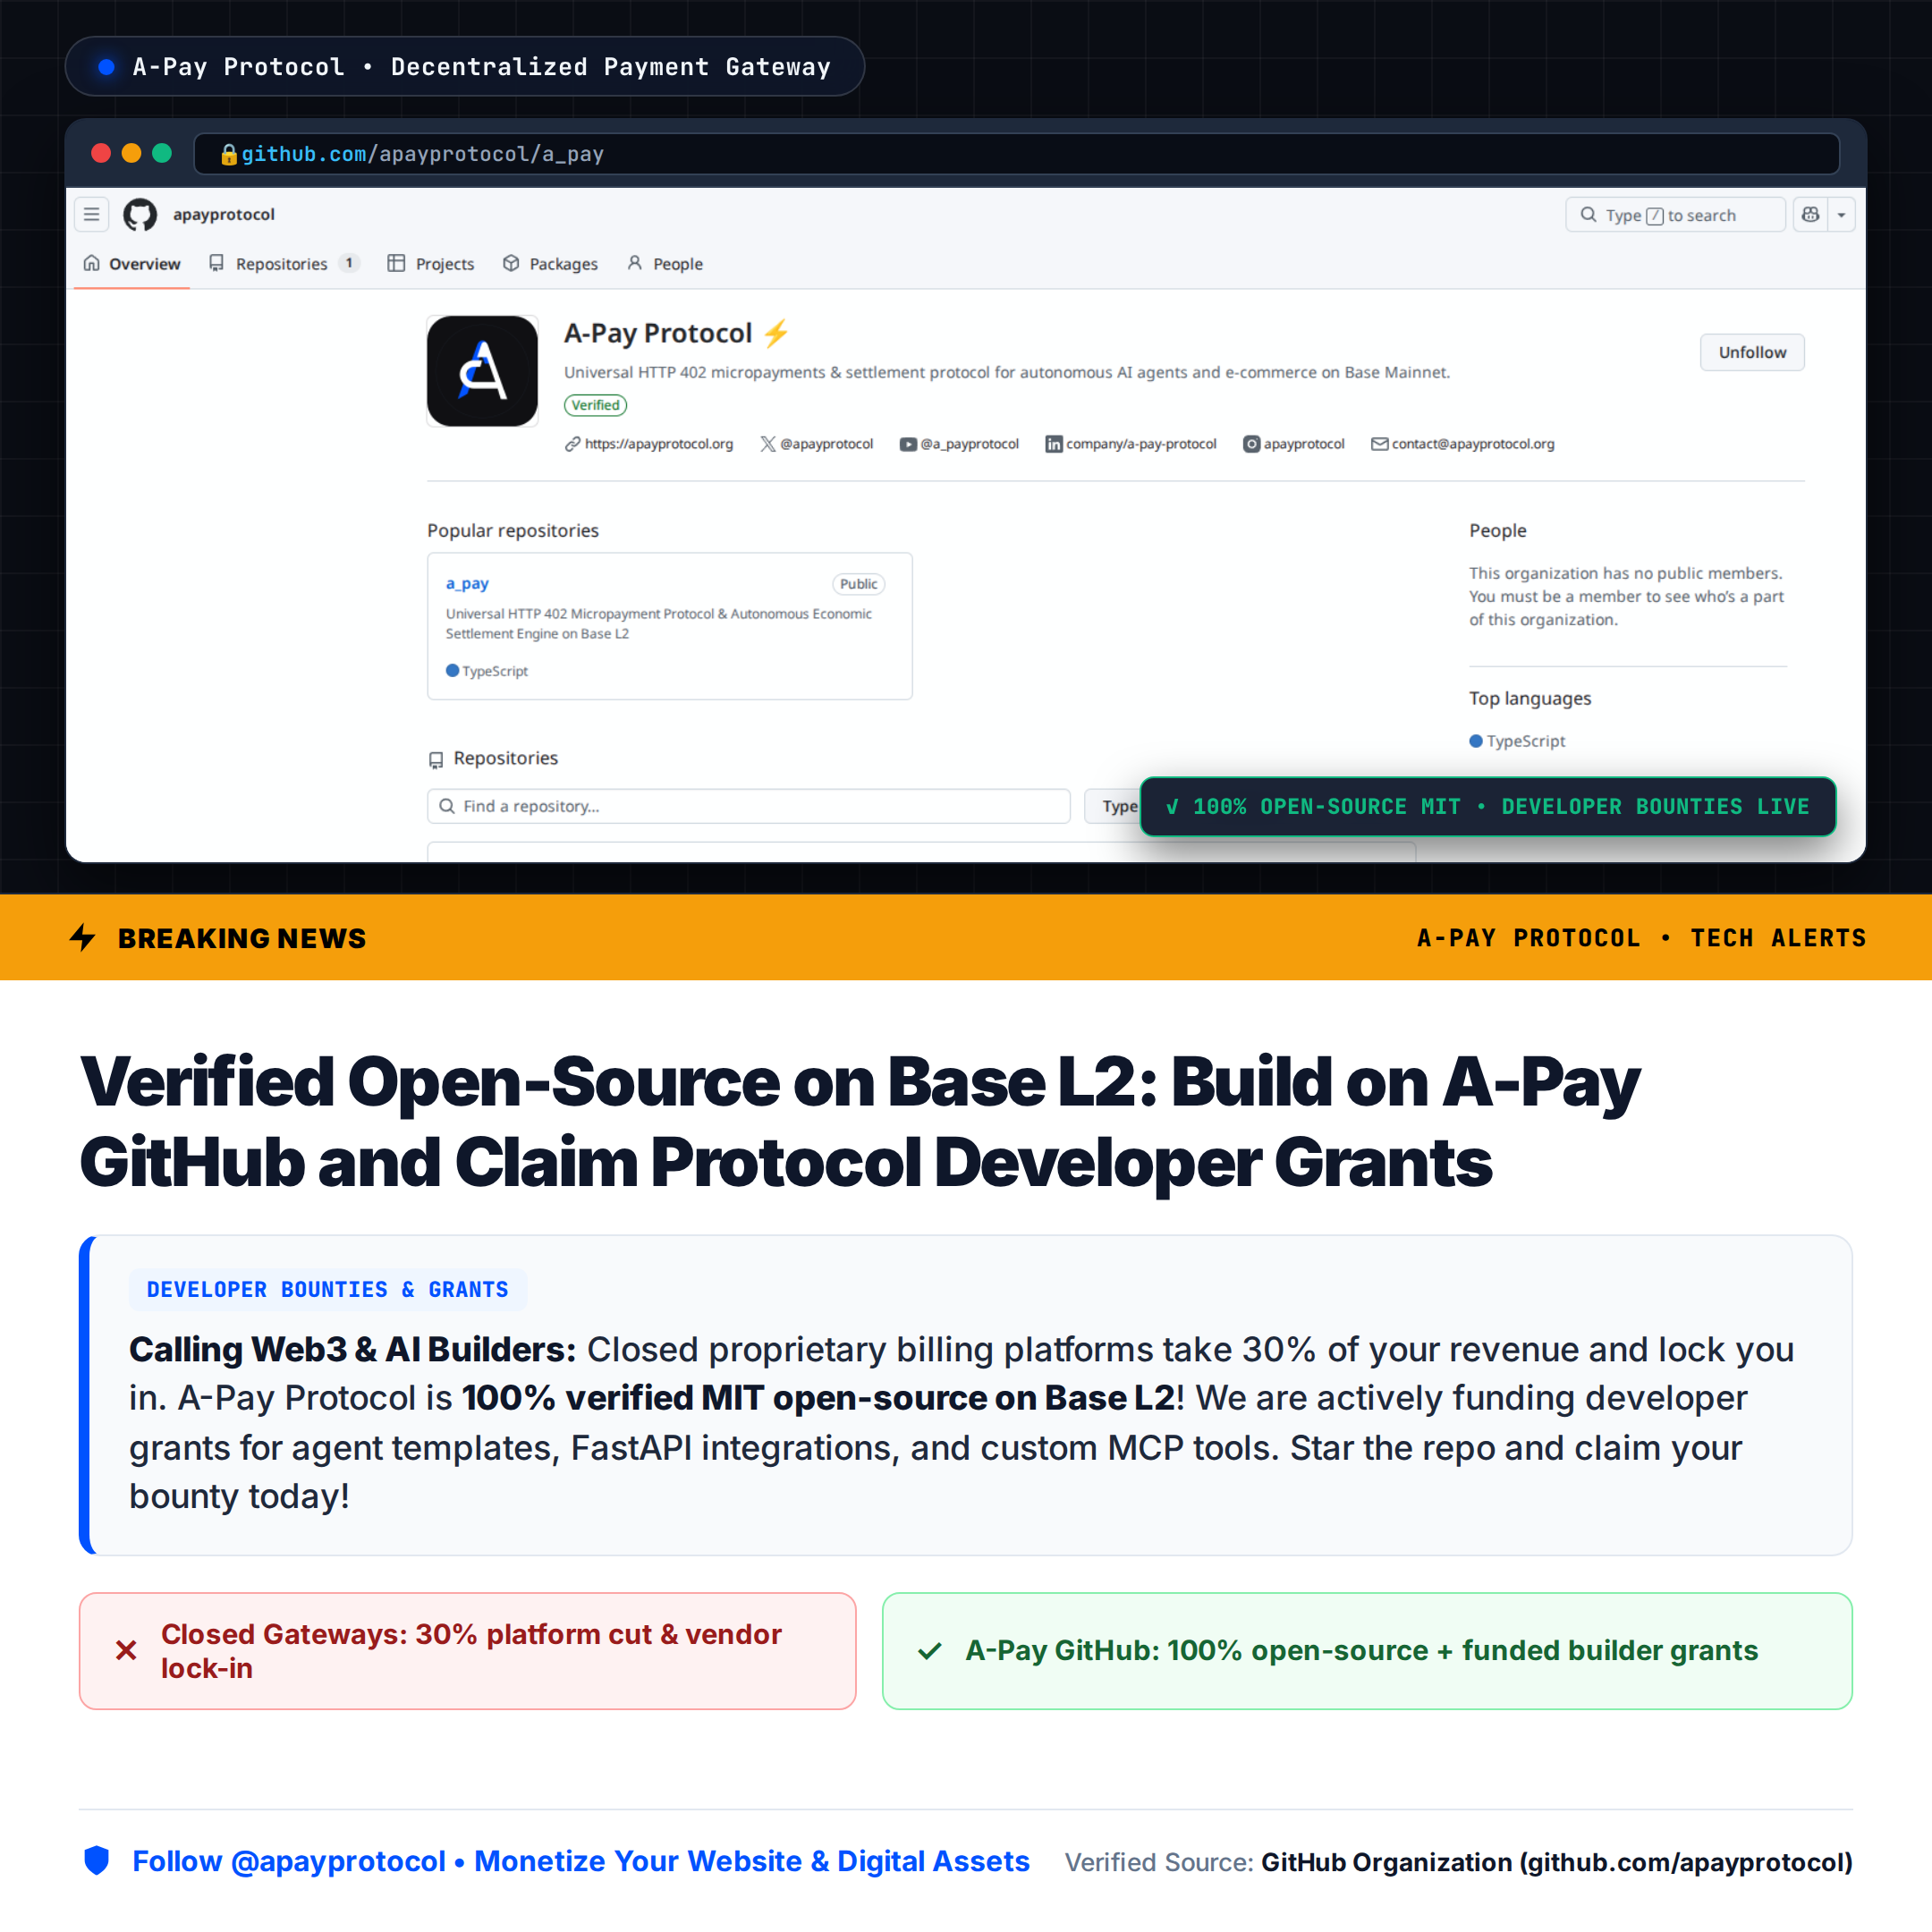 A-Pay Protocol • Decentralized Payment Gateway
github.com/apayprotocol/a_pay
apayprotocol
Type / to search
Overview
Repositories 1
Projects
Packages
People
A-Pay Protocol ⚡
Unfollow
Universal HTTP 402 micropayments & settlement protocol for autonomous AI agents and e-commerce on Base Mainnet.
Verified
https://apayprotocol.org
@apayprotocol
@a_payprotocol
company/a-pay-protocol
apayprotocol
contact@apayprotocol.org
Popular repositories
a_pay
Public
Universal HTTP 402 Micropayment Protocol & Autonomous Economic
Settlement Engine on Base L2
TypeScript
People
This organization has no public members.
You must be a member to see who's a part
of this organization.
Top languages
TypeScript
Repositories
Find a repository...
Type
✓ 100% OPEN-SOURCE MIT • DEVELOPER BOUNTIES LIVE
BREAKING NEWS
A-PAY PROTOCOL • TECH ALERTS
Verified Open-Source on Base L2: Build on A-Pay
GitHub and Claim Protocol Developer Grants
DEVELOPER BOUNTIES & GRANTS
Calling Web3 & AI Builders: Closed proprietary billing platforms take 30% of your revenue and lock you
in. A-Pay Protocol is 100% verified MIT open-source on Base L2! We are actively funding developer
grants for agent templates, FastAPI integrations, and custom MCP tools. Star the repo and claim your
bounty today!
✕ Closed Gateways: 30% platform cut & vendor
lock-in
✓ A-Pay GitHub: 100% open-source + funded builder grants
Follow @apayprotocol • Monetize Your Website & Digital Assets
Verified Source: GitHub Organization (github.com/apayprotocol)